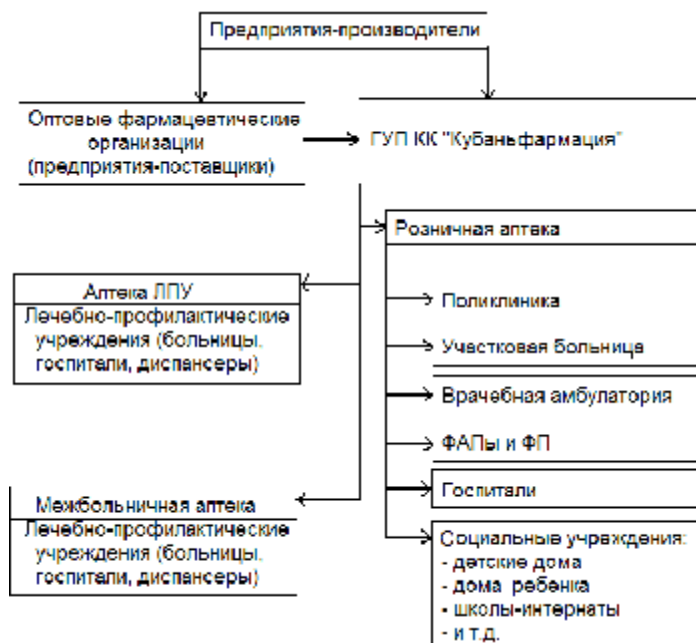 Предприятия-производители
Оптовые фармацевтические
организации
(предприятия-поставщики)
ГУП КК "Кубаньфармация"
Розничная аптека
Аптека ЛПУ
Лечебно-профилактические
учреждения (больницы,
госпитали, диспансеры)
Поликлиника
Участковая больница
Врачебная амбулатория
ФАПы и ФП
Госпитали
Межбольничная аптека
Лечебно-профилактические
учреждения (больницы,
госпитали, диспансеры)
Социальные учреждения:
- детские дома
- дома ребенка
- школы-интернаты
- и т.д.